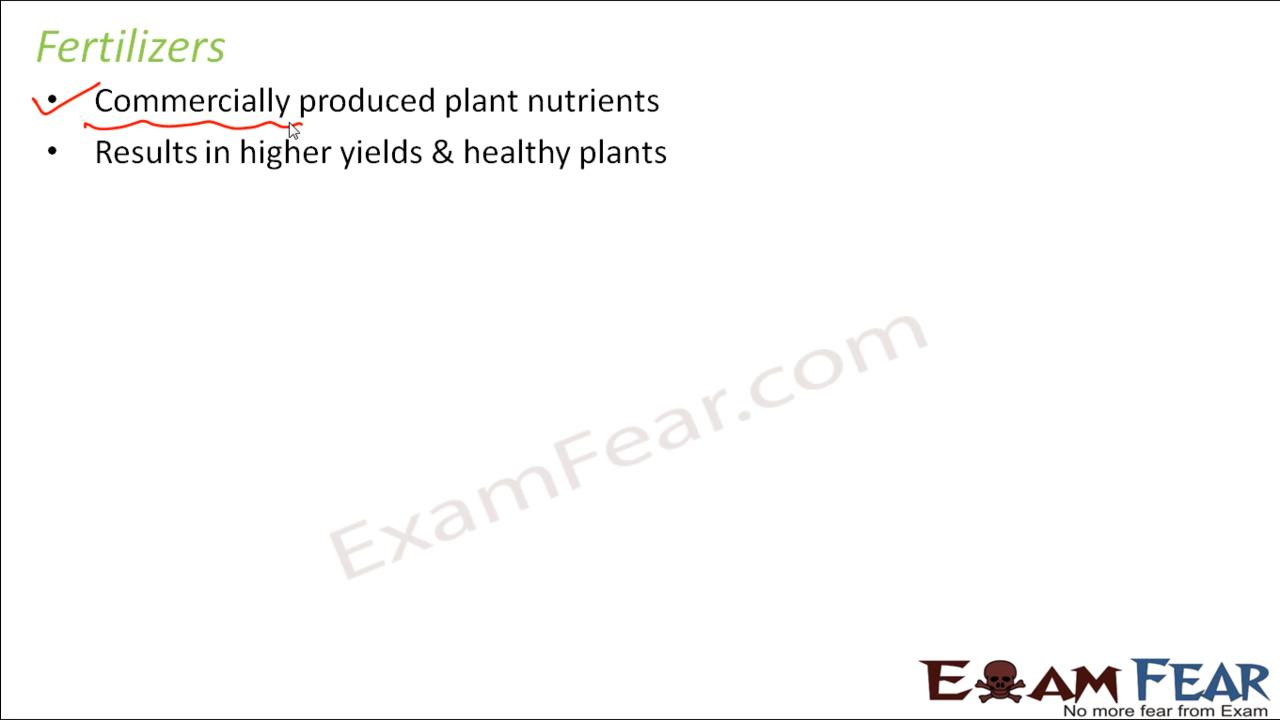 Fertilizers
• Commercially produced plant nutrients
• Results in higher yields & healthy plants
ExamFear.com
EXAM FEAR
No more fear from Exam